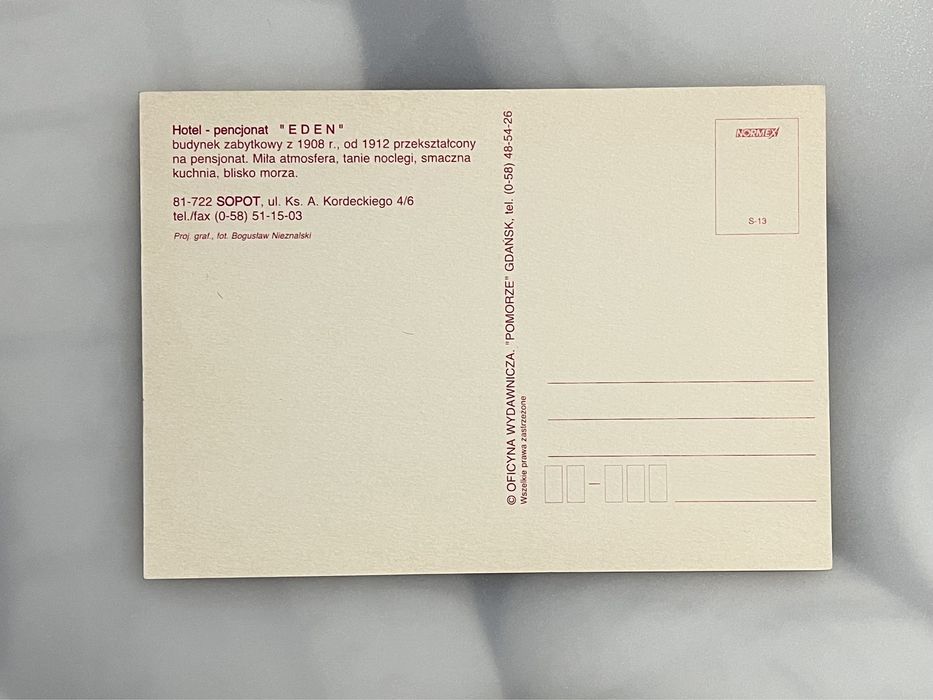 Hotel - pencjonat "EDEN"
budynek zabytkowy z 1908 r., od 1912 przekształcony
na pensjonat. Miła atmosfera, tanie noclegi, smaczna
kuchnia, blisko morza.
81-722 SOPOT, ul. Ks. A. Kordeckiego 4/6
tel./fax (0-58) 51-15-03
Proj. graf., fot. Bogusław Nieznalski
© OFICYNA WYDAWNICZA. "POMORZE" GDAŃSK, tel. (0-58) 48-54-26
Wszelkie prawa zastrzeżone
NORMEX
S-13